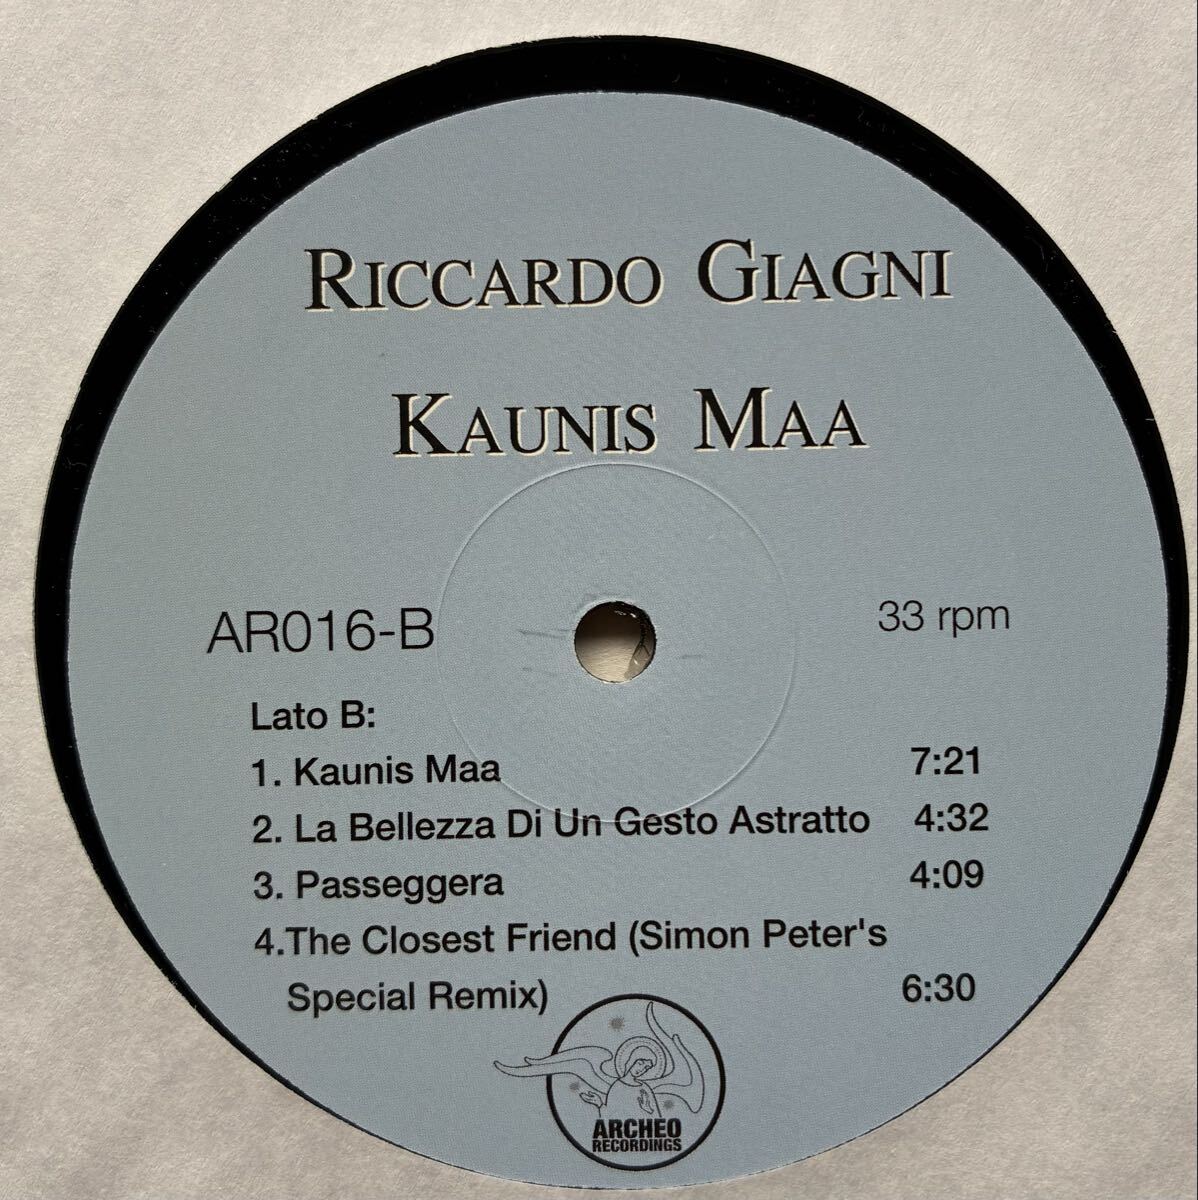 RICCARDO GIAGNI
KAUNIS MAA
AR016-B
33 rpm
Lato B:
1. Kaunis Maa 7:21
2. La Bellezza Di Un Gesto Astratto 4:32
3. Passeggera 4:09
4.The Closest Friend (Simon Peter's
Special Remix) 6:30
ARCHEO
RECORDINGS